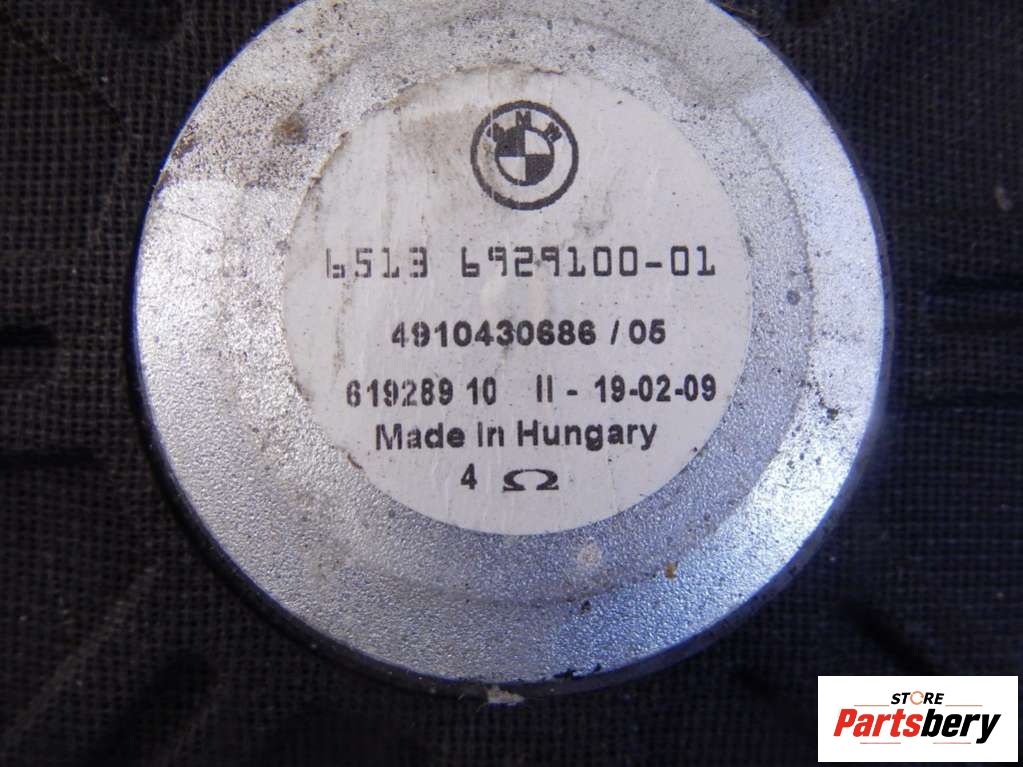 BMW
6513 6929100-01
4910430686 / 05
619289 10 II - 19-02-09
Made In Hungary
4 Ω
STORE
Partsbery